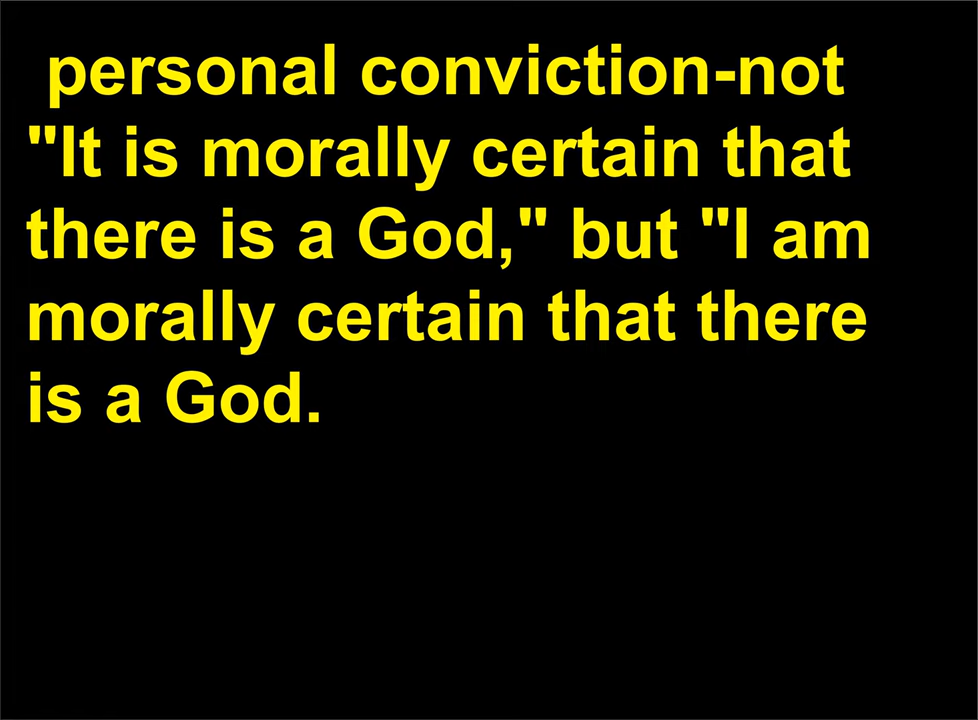 personal conviction-not
"It is morally certain that
there is a God," but "I am
morally certain that there
is a God.